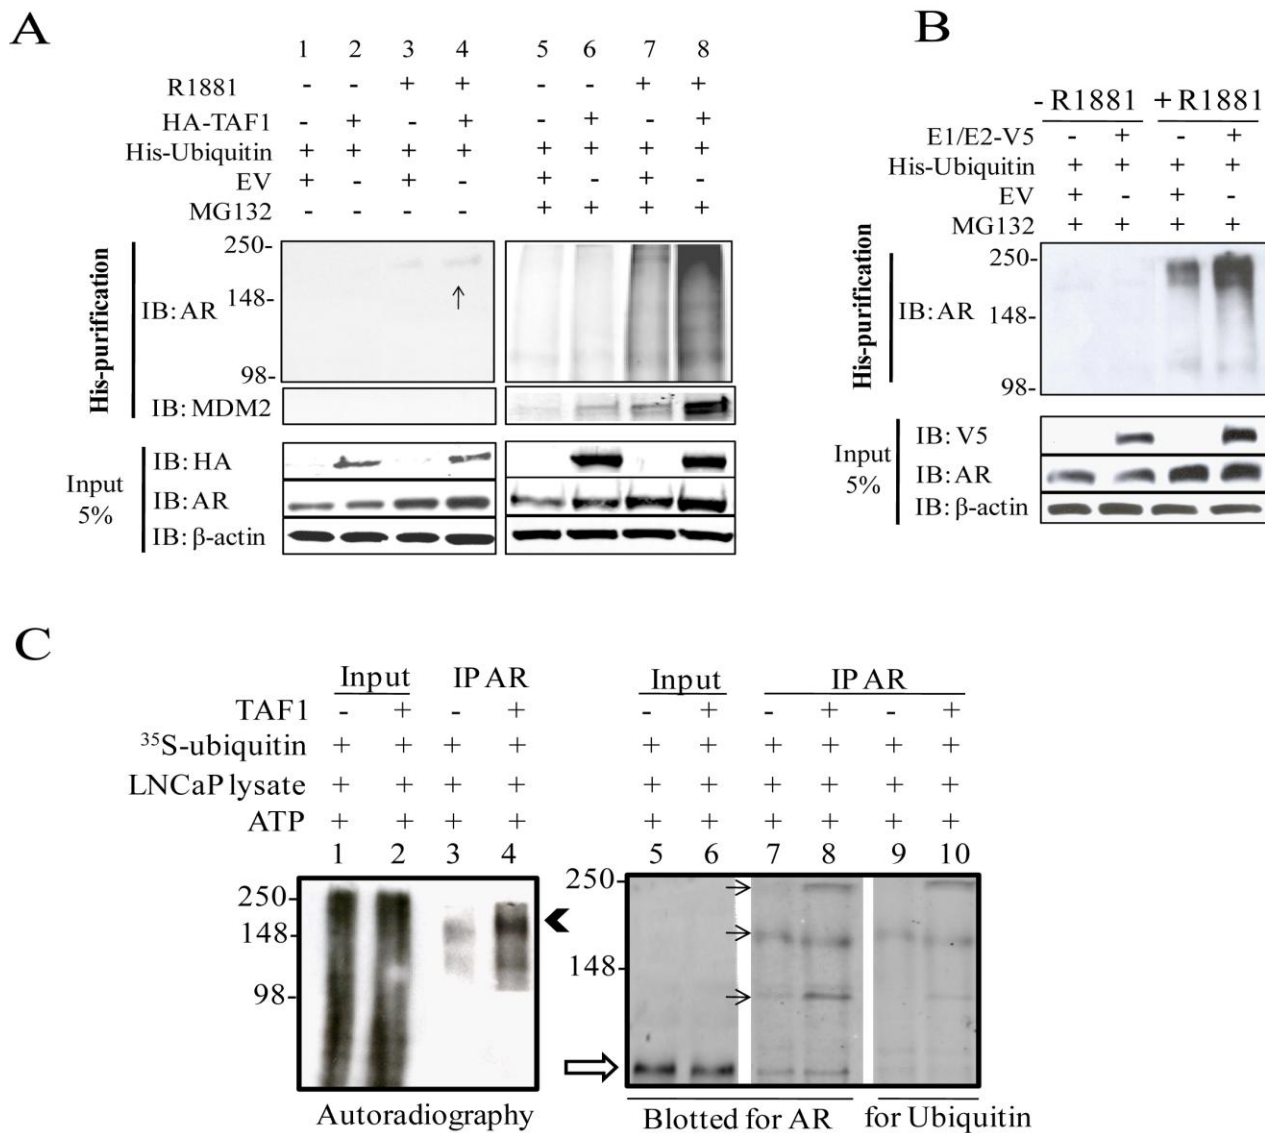 A
1 2 3 4 5 6 7 8
R1881 - - + + - - + +
HA-TAF1 - + - + - + - +
His-Ubiquitin + + + + + + + +
EV + - + - + - + -
MG132 - - - - + + + +
His-purification
IB: AR
250-
148-
98-
IB: MDM2
Input
5%
IB: HA
IB: AR
IB: β-actin
B
- R1881 + R1881
E1/E2-V5 - + - +
His-Ubiquitin + + + +
EV + - + -
MG132 + + + +
His-purification
IB: AR
250-
148-
98-
Input
5%
IB: V5
IB: AR
IB: β-actin
C
Input IP AR Input IP AR
TAF1 - + - + - + - + - +
35S-ubiquitin + + + + + + + + + +
LNCaP lysate + + + + + + + + + +
ATP + + + + + + + + + +
1 2 3 4 5 6 7 8 9 10
250-
148-
98-
250-
148-
Autoradiography
Blotted for AR
for Ubiquitin